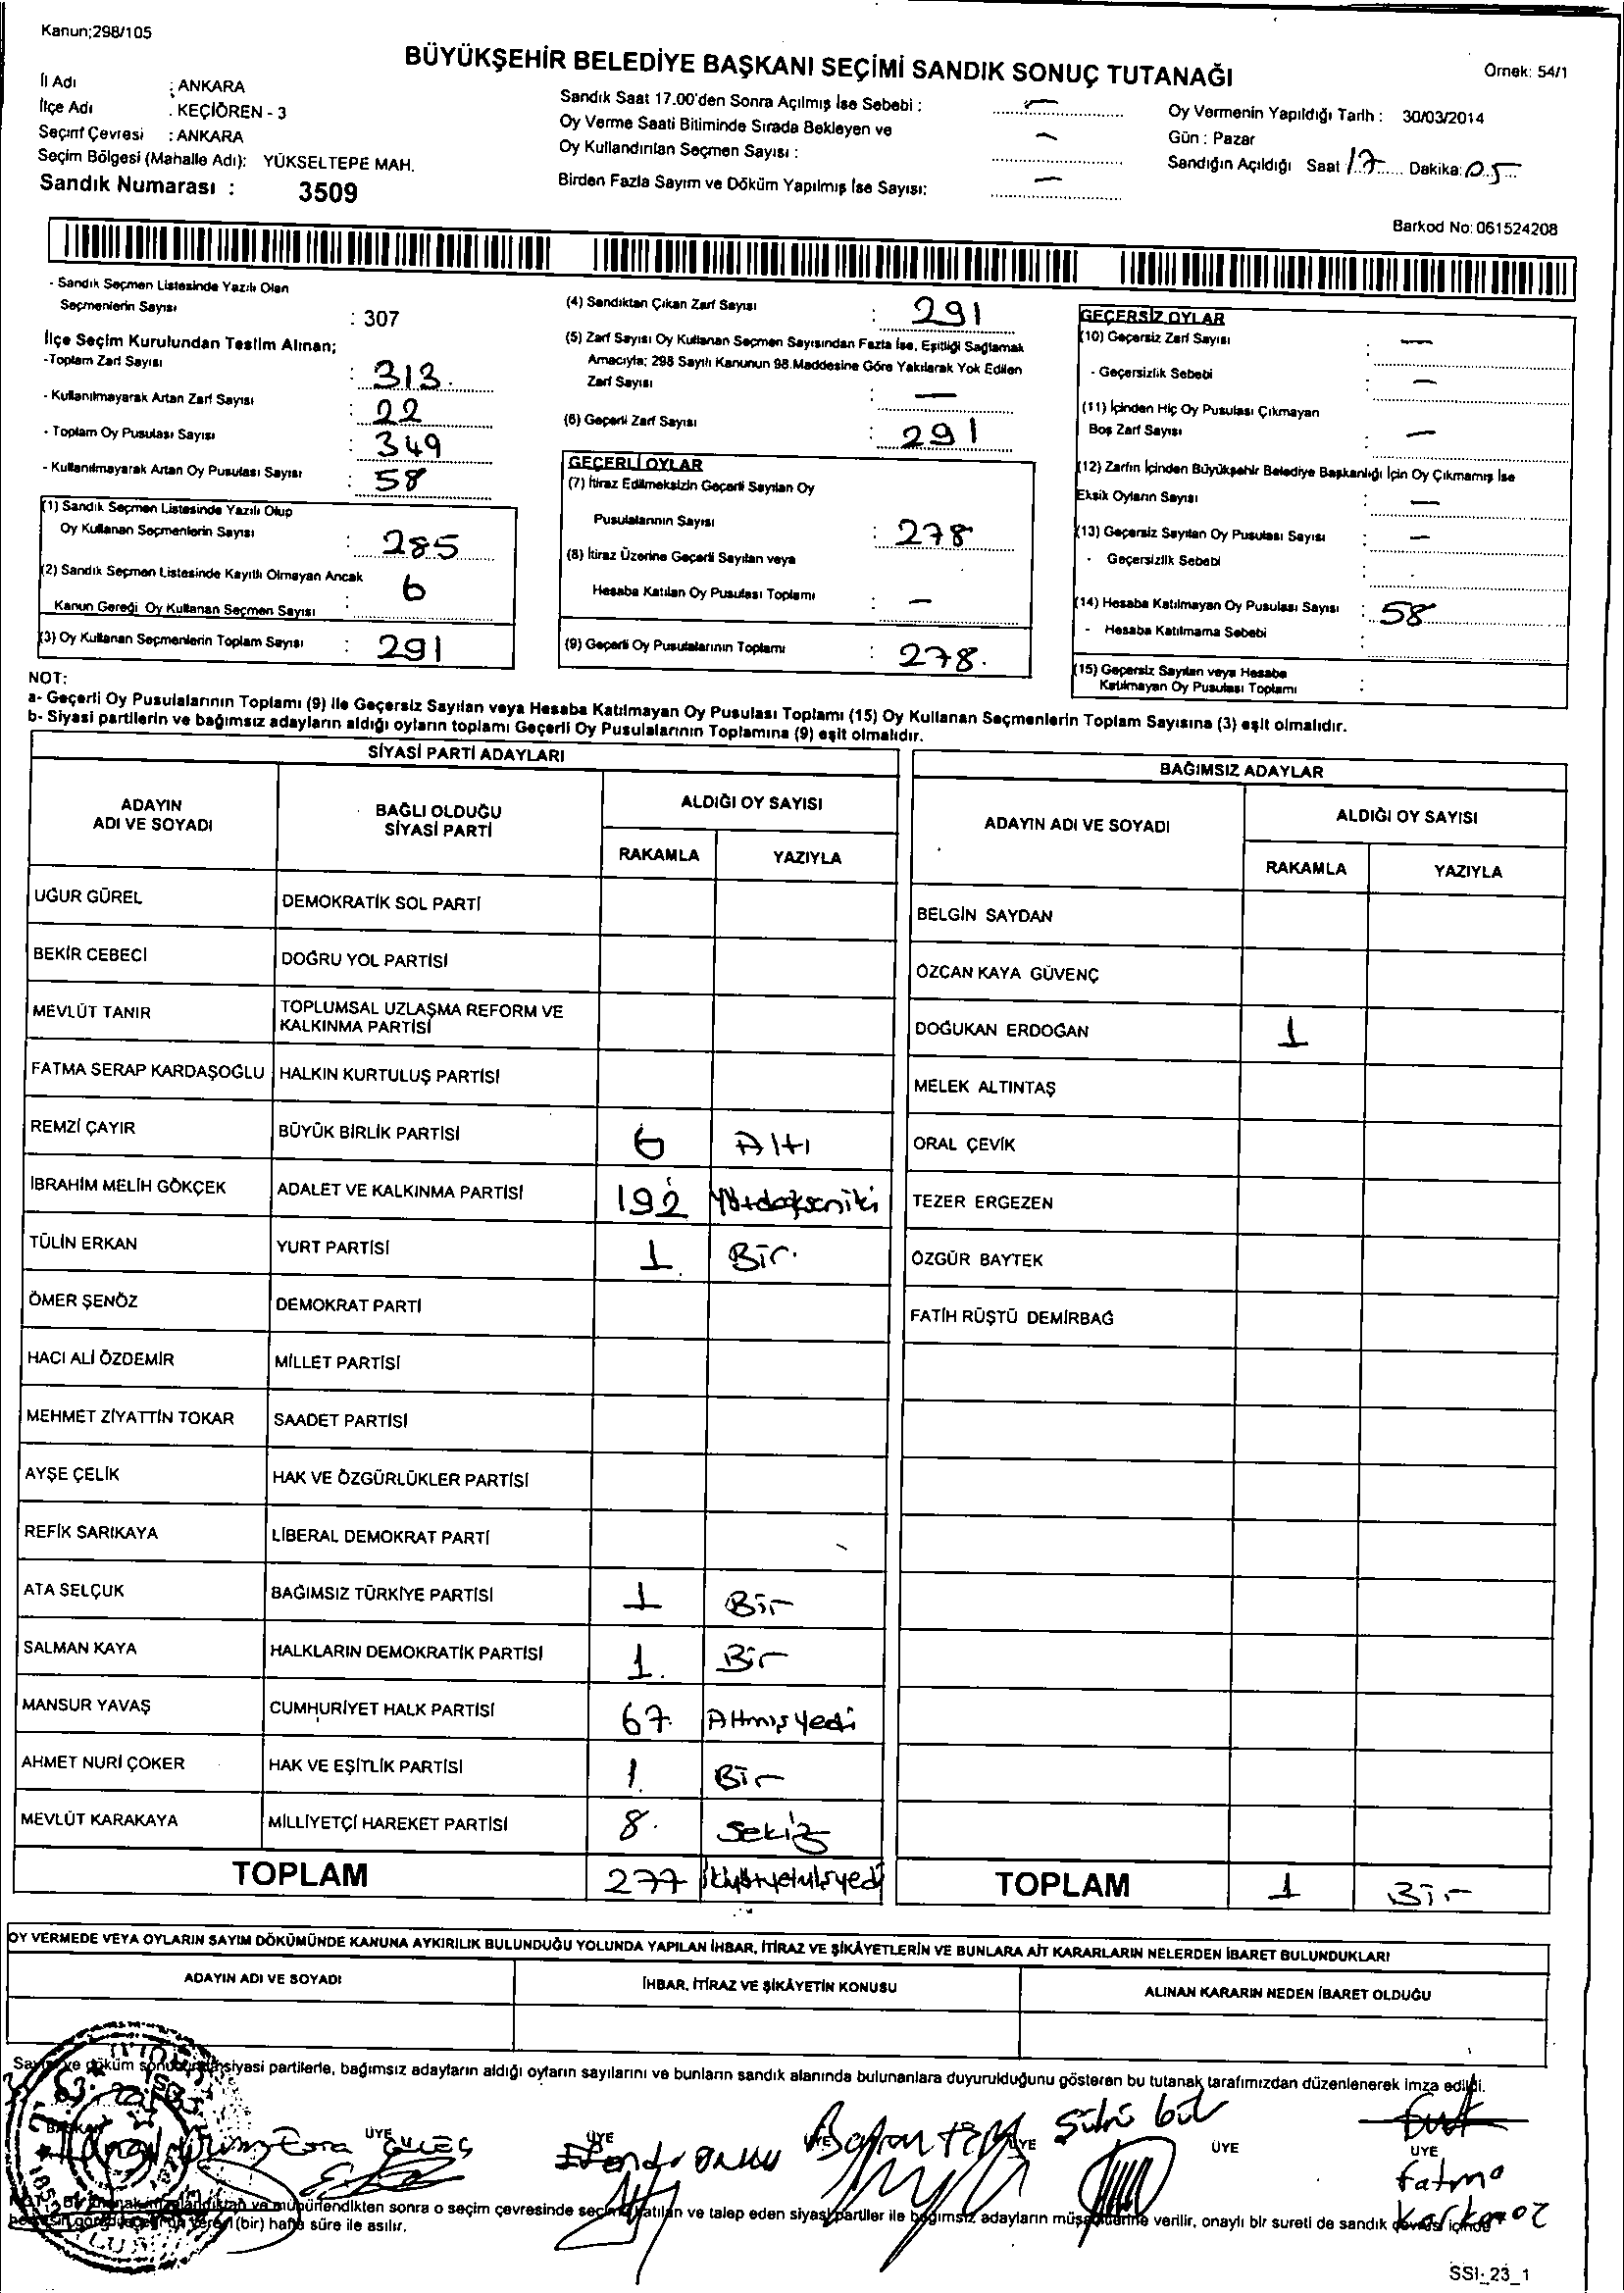 Kanun;298/105
BÜYÜKŞEHİR BELEDİYE BAŞKANI SEÇİMİ SANDIK SONUÇ TUTANAĞI
Örnek: 54/1
İl Adı : ANKARA
İlçe Adı . KEÇİÖREN - 3
Seçim Çevresi : ANKARA
Seçim Bölgesi (Mahalle Adı): YÜKSELTEPE MAH.
Sandık Numarası : 3509
Sandık Saat 17.00'den Sonra Açılmış İse Sebebi : —
Oy Verme Saati Bitiminde Sırada Bekleyen ve
Oy Kullandırılan Seçmen Sayısı : —
Birden Fazla Sayım ve Döküm Yapılmış İse Sayısı: —
Oy Vermenin Yapıldığı Tarih : 30/03/2014
Gün : Pazar
Sandığın Açıldığı Saat 17 Dakika: 05
Barkod No: 061524208
- Sandık Seçmen Listesinde Yazılı Olan
Seçmenlerin Sayısı : 307
İlçe Seçim Kurulundan Teslim Alınan;
-Toplam Zarf Sayısı : 313
- Kullanılmayarak Artan Zarf Sayısı : 22
- Toplam Oy Pusulası Sayısı : 349
- Kullanılmayarak Artan Oy Pusulası Sayısı : 58
(1) Sandık Seçmen Listesinde Yazılı Olup
Oy Kullanan Seçmenlerin Sayısı : 285
(2) Sandık Seçmen Listesinde Kayıtlı Olmayan Ancak
Kanun Gereği Oy Kullanan Seçmen Sayısı : 6
(3) Oy Kullanan Seçmenlerin Toplam Sayısı : 291
(4) Sandıktan Çıkan Zarf Sayısı : 291
(5) Zarf Sayısı Oy Kullanan Seçmen Sayısından Fazla İse, Eşitliği Sağlamak
Amacıyla; 298 Sayılı Kanunun 98.Maddesine Göre Yakılarak Yok Edilen
Zarf Sayısı : —
(6) Geçerli Zarf Sayısı : 291
GEÇERLİ OYLAR
(7) İtiraz Edilmeksizin Geçerli Sayılan Oy
Pusulalarının Sayısı : 278
(8) İtiraz Üzerine Geçerli Sayılan veya
Hesaba Katılan Oy Pusulası Toplamı : —
(9) Geçerli Oy Pusulalarının Toplamı : 278.
GEÇERSİZ OYLAR
(10) Geçersiz Zarf Sayısı : —
- Geçersizlik Sebebi : —
(11) İçinden Hiç Oy Pusulası Çıkmayan
Boş Zarf Sayısı : —
(12) Zarfın İçinden Büyükşehir Belediye Başkanlığı İçin Oy Çıkmamış İse
Eksik Oyların Sayısı : —
(13) Geçersiz Sayılan Oy Pusulası Sayısı : —
- Geçersizlik Sebebi :
(14) Hesaba Katılmayan Oy Pusulası Sayısı : 58
- Hesaba Katılmama Sebebi :
(15) Geçersiz Sayılan veya Hesaba
Katılmayan Oy Pusulası Toplamı :
NOT:
a- Geçerli Oy Pusulalarının Toplamı (9) ile Geçersiz Sayılan veya Hesaba Katılmayan Oy Pusulası Toplamı (15) Oy Kullanan Seçmenlerin Toplam Sayısına (3) eşit olmalıdır.
b- Siyasi partilerin ve bağımsız adayların aldığı oyların toplamı Geçerli Oy Pusulalarının Toplamına (9) eşit olmalıdır.
SİYASİ PARTİ ADAYLARI
ADAYIN ADI VE SOYADI BAĞLI OLDUĞU SİYASİ PARTİ ALDIĞI OY SAYISI
RAKAMLA YAZIYLA
UĞUR GÜREL DEMOKRATİK SOL PARTİ
BEKİR CEBECİ DOĞRU YOL PARTİSİ
MEVLÜT TANIR TOPLUMSAL UZLAŞMA REFORM VE KALKINMA PARTİSİ
FATMA SERAP KARDAŞOĞLU HALKIN KURTULUŞ PARTİSİ
REMZİ ÇAYIR BÜYÜK BİRLİK PARTİSİ 6 Altı
İBRAHİM MELİH GÖKÇEK ADALET VE KALKINMA PARTİSİ 192
TÜLİN ERKAN YURT PARTİSİ 1 Bir.
ÖMER ŞENÖZ DEMOKRAT PARTİ
HACI ALİ ÖZDEMİR MİLLET PARTİSİ
MEHMET ZİYATTİN TOKAR SAADET PARTİSİ
AYŞE ÇELİK HAK VE ÖZGÜRLÜKLER PARTİSİ
REFİK SARIKAYA LİBERAL DEMOKRAT PARTİ
ATA SELÇUK BAĞIMSIZ TÜRKİYE PARTİSİ 1 Bir
SALMAN KAYA HALKLARIN DEMOKRATİK PARTİSİ 1. Bir
MANSUR YAVAŞ CUMHURİYET HALK PARTİSİ 67. Altmışyedi
AHMET NURİ ÇOKER HAK VE EŞİTLİK PARTİSİ 1. Bir
MEVLÜT KARAKAYA MİLLİYETÇİ HAREKET PARTİSİ 8. Sekiz
TOPLAM 277
BAĞIMSIZ ADAYLAR
ADAYIN ADI VE SOYADI ALDIĞI OY SAYISI
RAKAMLA YAZIYLA
BELGİN SAYDAN
ÖZCAN KAYA GÜVENÇ
DOĞUKAN ERDOĞAN 1
MELEK ALTINTAŞ
ORAL ÇEVİK
TEZER ERGEZEN
ÖZGÜR BAYTEK
FATİH RÜŞTÜ DEMİRBAĞ
TOPLAM 1 Bir
OY VERMEDE VEYA OYLARIN SAYIM DÖKÜMÜNDE KANUNA AYKIRILIK BULUNDUĞU YOLUNDA YAPILAN İHBAR, İTİRAZ VE ŞİKÂYETLERİN VE BUNLARA AİT KARARLARIN NELERDEN İBARET BULUNDUKLARI
ADAYIN ADI VE SOYADI İHBAR, İTİRAZ VE ŞİKÂYETİN KONUSU ALINAN KARARIN NEDEN İBARET OLDUĞU
Sayım ve döküm sonucunda siyasi partilerle, bağımsız adayların aldığı oyların sayılarını ve bunların sandık alanında bulunanlara duyurulduğunu gösteren bu tutanak tarafımızdan düzenlenerek imza edildi.
BAŞKAN ÜYE ÜYE ÜYE ÜYE ÜYE ÜYE
Esra GÜLEÇ
Fatma
Korkmaz
mühürlendikten sonra o seçim çevresinde seçime katılan ve talep eden siyasi partiler ile bağımsız adayların müşahitlerine verilir, onaylı bir sureti de sandık çevresi içinde
(bir) hafta süre ile asılır.
SSI-_23_1